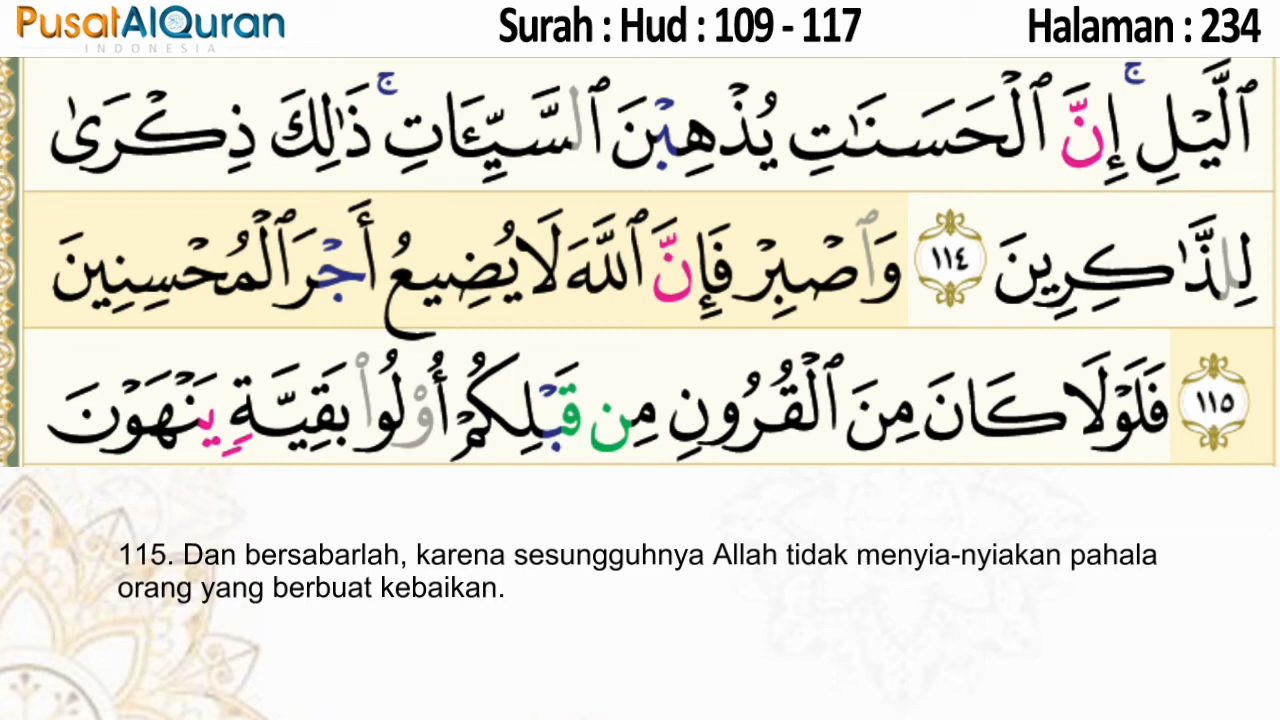 PusatAlQuran
INDONESIA
Surah : Hud : 109 - 117
Halaman : 234
ٱلَّيْلِ ۚ إِنَّ ٱلْحَسَنَٰتِ يُذْهِبْنَ ٱلسَّيِّـَٔاتِ ۚ ذَٰلِكَ ذِكْرَىٰ
لِلذَّٰكِرِينَ ١١٤ وَٱصْبِرْ فَإِنَّ ٱللَّهَ لَا يُضِيعُ أَجْرَ ٱلْمُحْسِنِينَ
١١٥ فَلَوْلَا كَانَ مِنَ ٱلْقُرُونِ مِن قَبْلِكُمْ أُو۟لُوا۟ بَقِيَّةٍ يَنْهَوْنَ
115. Dan bersabarlah, karena sesungguhnya Allah tidak menyia-nyiakan pahala
orang yang berbuat kebaikan.